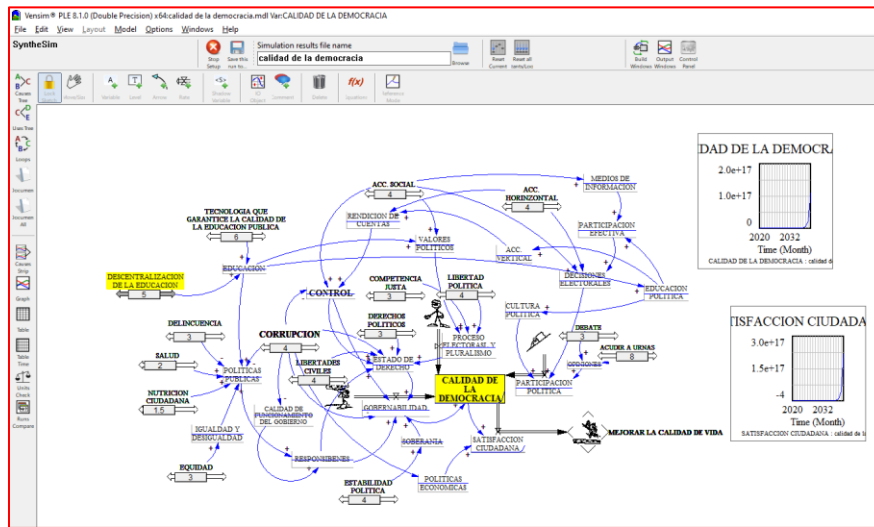 Vensim® PLE 8.1.0 (Double Precision) x64:calidad de la democracia.mdl Var:CALIDAD DE LA DEMOCRACIA
File Edit View Layout Model Options Windows Help
SyntheSim
Stop
Setup
Save this
run to...
Simulation results file name
calidad de la democracia
Browse
Reset
Current
Reset all
Build
Windows
Output
Windows
Control
Panel
Causes
Tree
Variable
Level
Arrow
Rate
<S>
Shadow
Variable
IO
Object
Comment
Delete
f(x)
Equations
Reference
Mode
Uses Tree
Loops
Documen
Documen
All
Causes
Strip
Graph
Table
Table
Time
Units
Check
Runs
Compare
ACC. SOCIAL
4
MEDIOS DE
INFORMACION
ACC.
HORINZONTAL
4
TECNOLOGIA QUE
GARANTICE LA CALIDAD DE
LA EDUCACION PUBLICA
6
RENDICION DE
CUENTAS
VALORES
POLITICOS
PARTICIPACION
EFECTIVA
ACC.
VERTICAL
EDUCACION
DESCENTRALIZACION
DE LA EDUCACION
5
CONTROL
COMPETENCIA
JUSTA
3
LIBERTAD
POLITICA
4
DECISIONES
ELECTORALES
EDUCACION
POLITICA
CULTURA
POLITICA
DELINCUENCIA
3
CORRUPCION
4
DERECHOS
POLITICOS
3
PROCESO
ELECTORASL Y
PLURALISMO
DEBATE
3
SALUD
2
POLITICAS
PUBLICAS
LIBERTADES
CIVILES
4
ESTADO DE
DERECHO
ACUDIR A URNAS
8
OPINIONES
NUTRICION
CIUDADANA
1.5
CALIDAD DE
LA
DEMOCRACIA
PARTICIPACION
POLITICA
CALIDAD DE
FUNCIONAMIENTO
DEL GOBIERNO
GOBERNABILIDAD
IGUALDAD Y
DESIGUALDAD
SOBERANIA
SATISFACCION
CIUDADANA
MEJORAR LA CALIDAD DE VIDA
EQUIDAD
3
RESPONSIBENES
ESTABILIDAD
POLITICA
4
POLITICAS
ECONOMICAS
DAD DE LA DEMOCRA
2.0e+17
1.0e+17
0
2020 2032
Time (Month)
CALIDAD DE LA DEMOCRACIA : calidad d
TISFACCION CIUDADA
3.0e+17
1.5e+17
-4
2020 2032
Time (Month)
SATISFACCION CIUDADANA : calidad de l